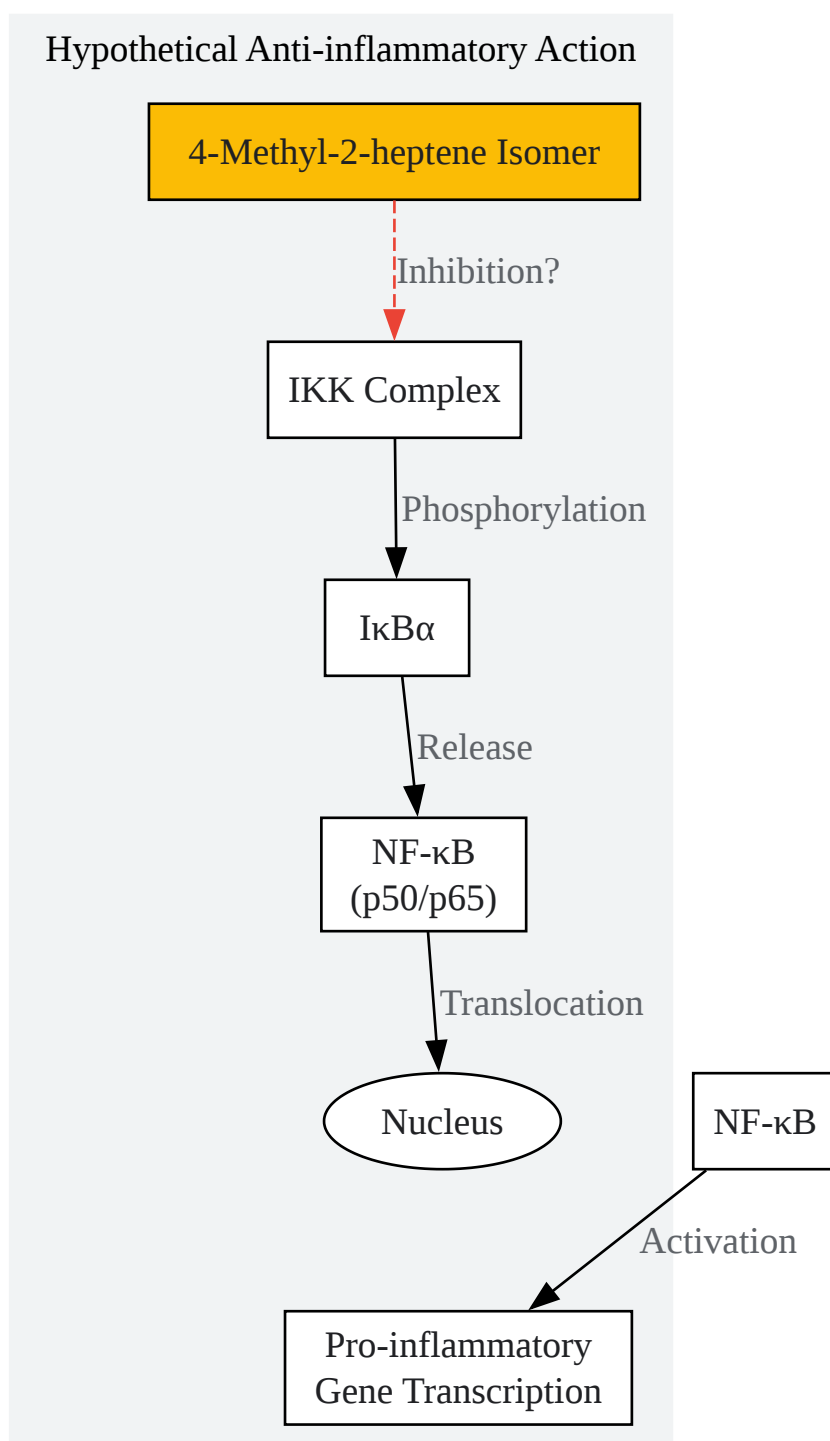 Hypothetical Anti-inflammatory Action
4-Methyl-2-heptene Isomer
Inhibition?
IKK Complex
Phosphorylation
IκBα
Release
NF-κB
(p50/p65)
Translocation
Nucleus
NF-κB
Activation
Pro-inflammatory
Gene Transcription